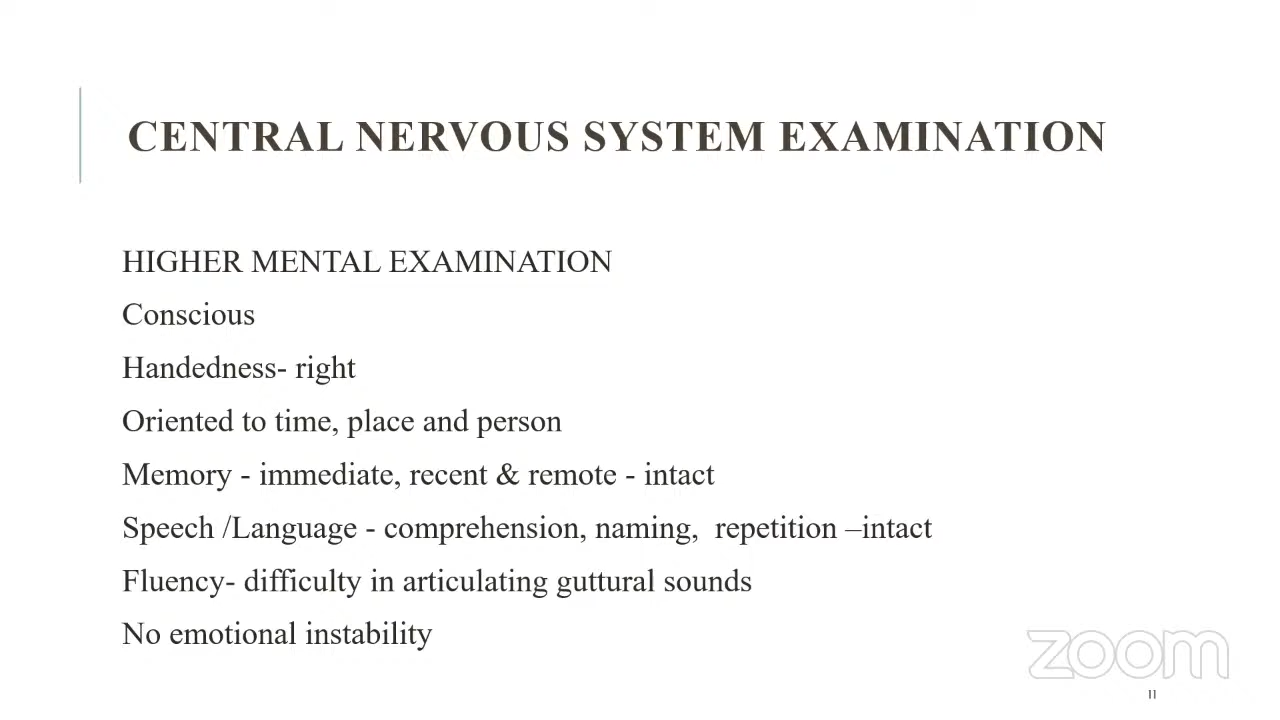 CENTRAL NERVOUS SYSTEM EXAMINATION
HIGHER MENTAL EXAMINATION
Conscious
Handedness- right
Oriented to time, place and person
Memory - immediate, recent & remote - intact
Speech /Language - comprehension, naming,  repetition –intact
Fluency- difficulty in articulating guttural sounds
No emotional instability
zoom
11